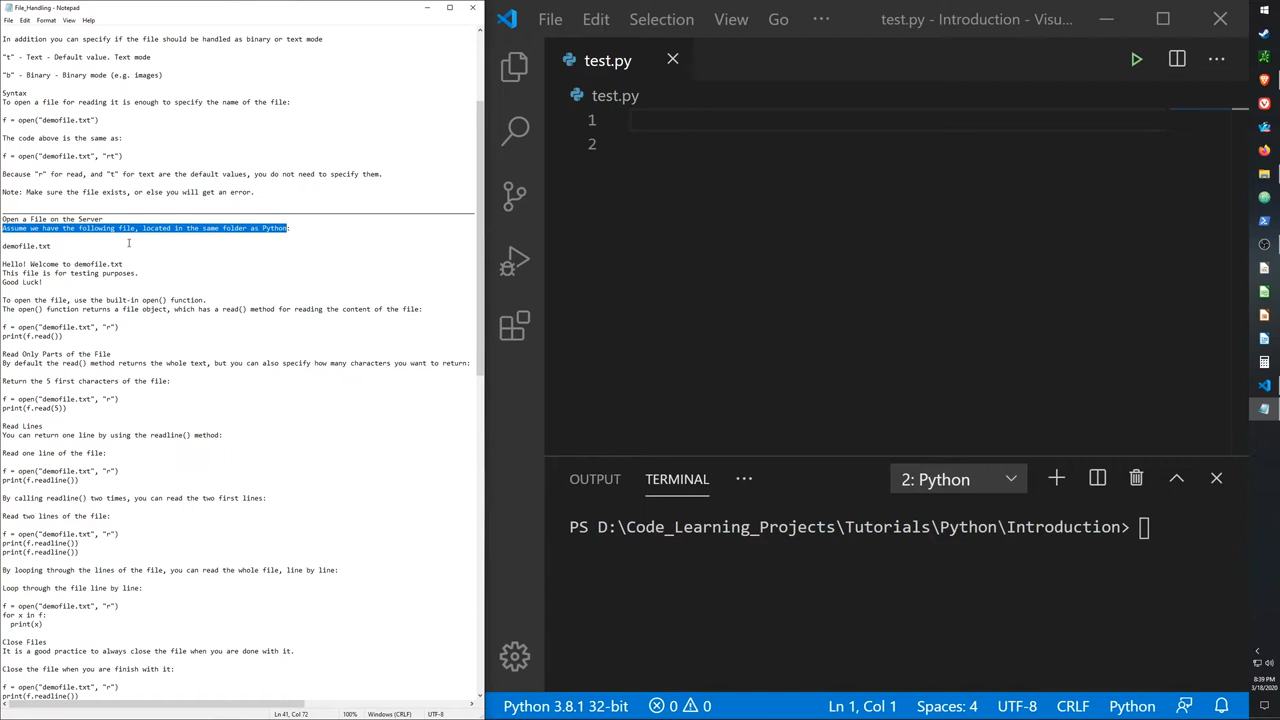 File_Handling - Notepad
File Edit Format View Help
In addition you can specify if the file should be handled as binary or text mode
"t" - Text - Default value. Text mode
"b" - Binary - Binary mode (e.g. images)
Syntax
To open a file for reading it is enough to specify the name of the file:
f = open("demofile.txt")
The code above is the same as:
f = open("demofile.txt", "rt")
Because "r" for read, and "t" for text are the default values, you do not need to specify them.
Note: Make sure the file exists, or else you will get an error.
Open a File on the Server
Assume we have the following file, located in the same folder as Python:
demofile.txt
Hello! Welcome to demofile.txt
This file is for testing purposes.
Good Luck!
To open the file, use the built-in open() function.
The open() function returns a file object, which has a read() method for reading the content of the file:
f = open("demofile.txt", "r")
print(f.read())
Read Only Parts of the File
By default the read() method returns the whole text, but you can also specify how many characters you want to return:
Return the 5 first characters of the file:
f = open("demofile.txt", "r")
print(f.read(5))
Read Lines
You can return one line by using the readline() method:
Read one line of the file:
f = open("demofile.txt", "r")
print(f.readline())
By calling readline() two times, you can read the two first lines:
Read two lines of the file:
f = open("demofile.txt", "r")
print(f.readline())
print(f.readline())
By looping through the lines of the file, you can read the whole file, line by line:
Loop through the file line by line:
f = open("demofile.txt", "r")
for x in f:
print(x)
Close Files
It is a good practice to always close the file when you are done with it.
Close the file when you are finish with it:
f = open("demofile.txt", "r")
print(f.readline())
Ln 41, Col 72 100% Windows (CRLF) UTF-8
File Edit Selection View Go ··· test.py - Introduction - Visu...
test.py
test.py
1
2
OUTPUT TERMINAL ··· 2: Python
PS D:\Code_Learning_Projects\Tutorials\Python\Introduction>
Python 3.8.1 32-bit 0 0 Ln 1, Col 1 Spaces: 4 UTF-8 CRLF Python
8:39 PM
3/18/2020